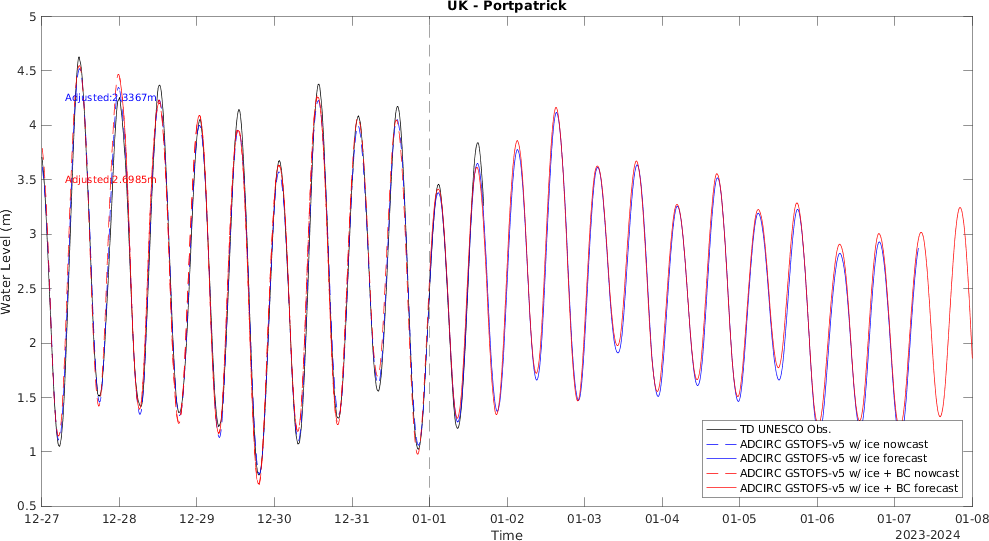 UK - Portpatrick
5
4.5
4
3.5
3
2.5
2
1.5
1
0.5
Water Level (m)
Adjusted:2.3367m
Adjusted:2.6985m
TD UNESCO Obs.
ADCIRC GSTOFS-v5 w/ ice nowcast
ADCIRC GSTOFS-v5 w/ ice forecast
ADCIRC GSTOFS-v5 w/ ice + BC nowcast
ADCIRC GSTOFS-v5 w/ ice + BC forecast
12-27 12-28 12-29 12-30 12-31 01-01 01-02 01-03 01-04 01-05 01-06 01-07 01-08
Time
2023-2024